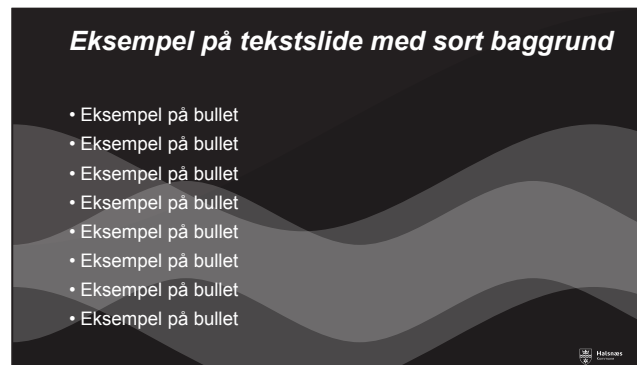 Eksempel på tekstslide med sort baggrund
• Eksempel på bullet
• Eksempel på bullet
• Eksempel på bullet
• Eksempel på bullet
• Eksempel på bullet
• Eksempel på bullet
• Eksempel på bullet
• Eksempel på bullet
Halsnæs
Kommune